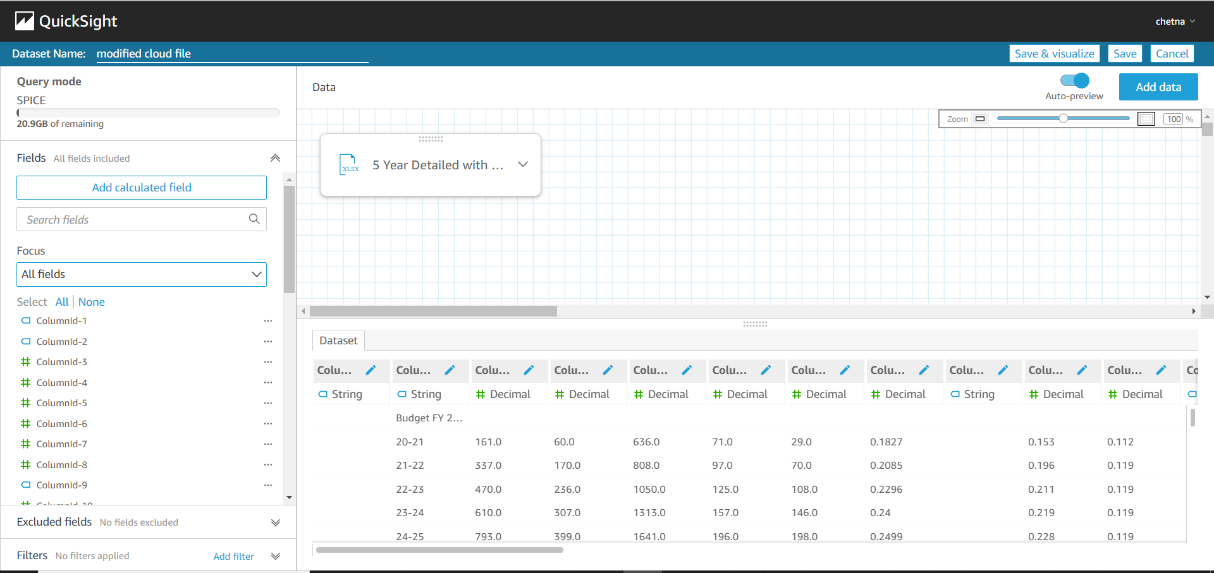 QuickSight
chetna
Dataset Name: modified cloud file
Save & visualize Save Cancel
Query mode
SPICE
20.9GB of remaining
Fields All fields included
Add calculated field
Search fields
Focus
All fields
Select All None
ColumnId-1
ColumnId-2
ColumnId-3
ColumnId-4
ColumnId-5
ColumnId-6
ColumnId-7
ColumnId-8
ColumnId-9
Excluded fields No fields excluded
Filters No filters applied Add filter
Data
Auto-preview
Add data
Zoom 100 %
XLSX 5 Year Detailed with ...
Dataset
Colu... Colu... Colu... Colu... Colu... Colu... Colu... Colu... Colu... Colu... Colu... Co
String String Decimal Decimal Decimal Decimal Decimal Decimal String Decimal Decimal
Budget FY 2...
20-21 161.0 60.0 636.0 71.0 29.0 0.1827 0.153 0.112
21-22 337.0 170.0 808.0 97.0 70.0 0.2085 0.196 0.119
22-23 470.0 236.0 1050.0 125.0 108.0 0.2296 0.211 0.119
23-24 610.0 307.0 1313.0 157.0 146.0 0.24 0.219 0.119
24-25 793.0 399.0 1641.0 196.0 198.0 0.2499 0.228 0.119